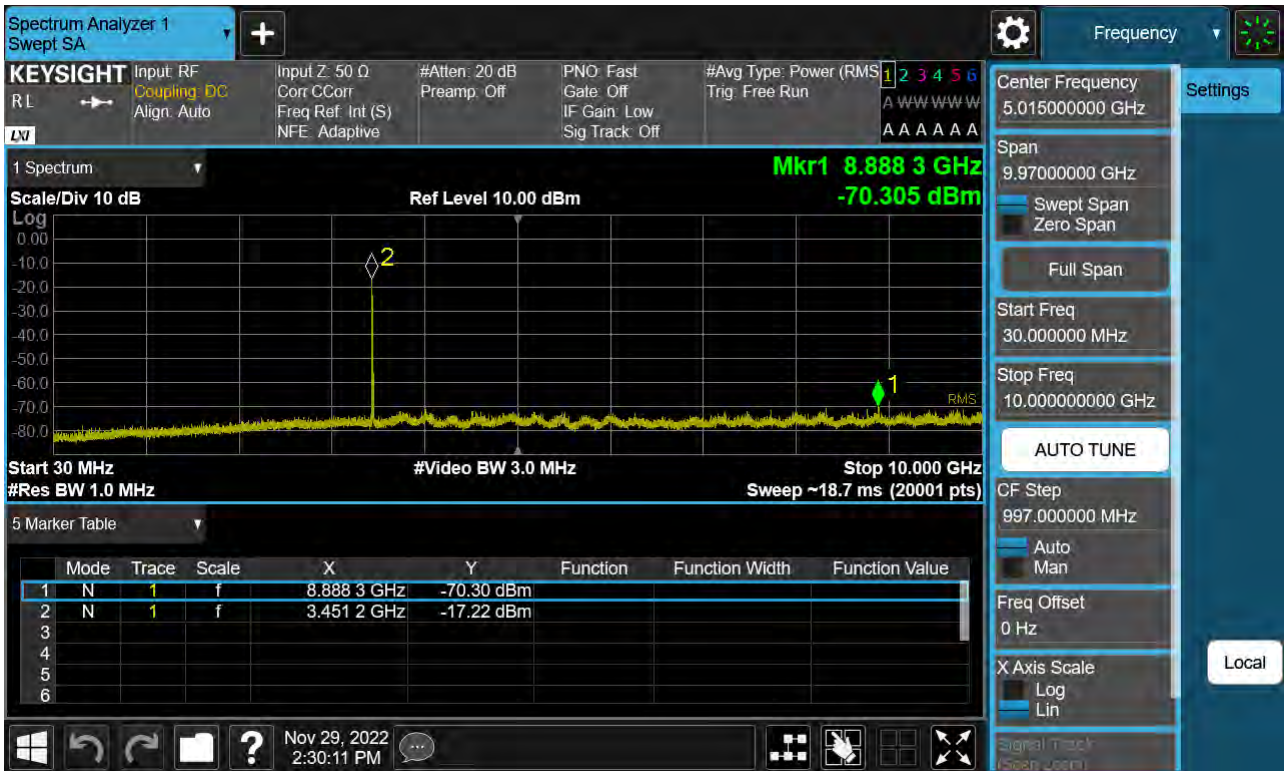 Spectrum Analyzer 1
Swept SA
+
Frequency
KEYSIGHT
RL
LXI
Input: RF
Coupling: DC
Align: Auto
Input Z: 50 Ω
Corr CCorr
Freq Ref: Int (S)
NFE: Adaptive
#Atten: 20 dB
Preamp: Off
PNO: Fast
Gate: Off
IF Gain: Low
Sig Track: Off
#Avg Type: Power (RMS
Trig: Free Run
1 2 3 4 5 6
A W W W W W
A A A A A A
1 Spectrum
Mkr1 8.888 3 GHz
Scale/Div 10 dB
Ref Level 10.00 dBm
-70.305 dBm
Log
0.00
-10.0
-20.0
-30.0
-40.0
-50.0
-60.0
-70.0
-80.0
2
1
RMS
Start 30 MHz
#Video BW 3.0 MHz
Stop 10.000 GHz
#Res BW 1.0 MHz
Sweep ~18.7 ms (20001 pts)
5 Marker Table
Mode Trace Scale X Y Function Function Width Function Value
1 N 1 f 8.888 3 GHz -70.30 dBm
2 N 1 f 3.451 2 GHz -17.22 dBm
3
4
5
6
?
Nov 29, 2022
2:30:11 PM
Center Frequency
5.015000000 GHz
Span
9.97000000 GHz
Swept Span
Zero Span
Full Span
Start Freq
30.000000 MHz
Stop Freq
10.000000000 GHz
AUTO TUNE
CF Step
997.000000 MHz
Auto
Man
Freq Offset
0 Hz
X Axis Scale
Log
Lin
Signal Track
(Span Zoom)
Settings
Local